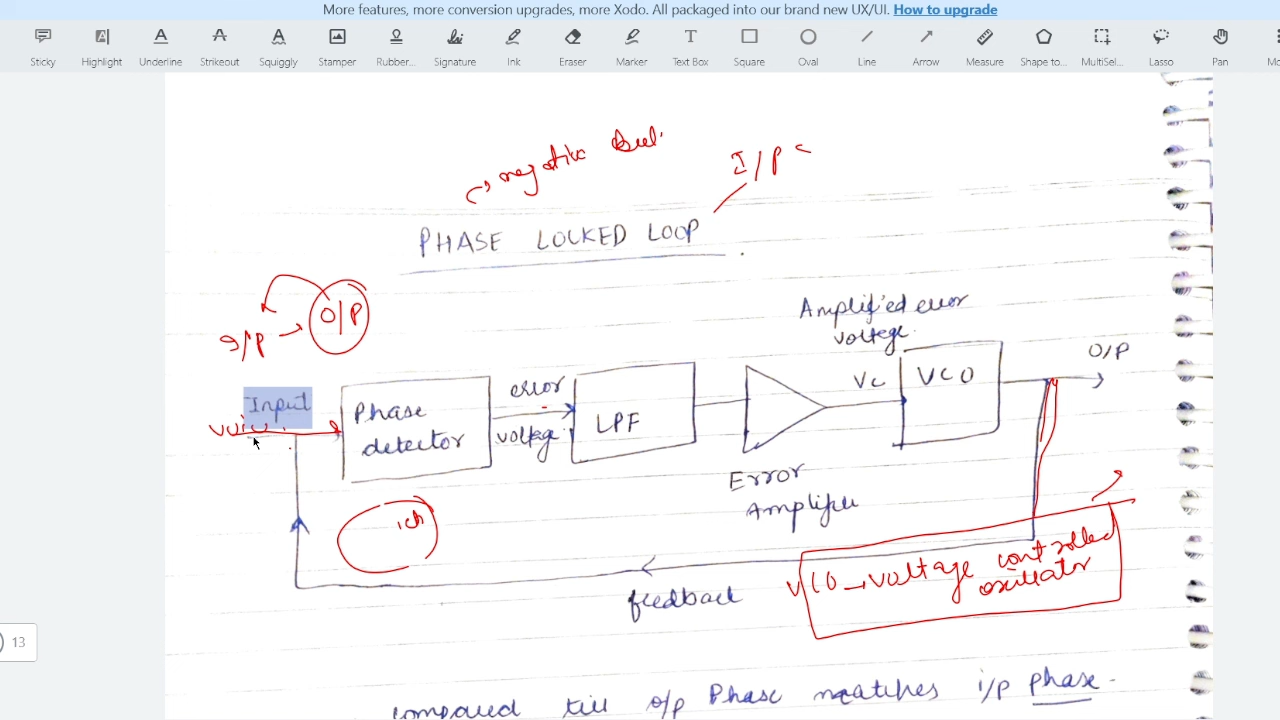 More features, more conversion upgrades, more Xodo. All packaged into our brand new UX/UI. How to upgrade
Sticky Highlight Underline Strikeout Squiggly Stamper Rubber... Signature Ink Eraser Marker Text Box Square Oval Line Arrow Measure Shape to... MultiSel... Lasso Pan
negative
I/P
PHASE LOCKED LOOP
O/P
I/P
Amplified error
voltage.
O/P
Input
Phase
detector
error
voltage
LPF
Vc
VCO
Error
Amplifier
VCO → voltage controlled
oscillator
feedback
13
compared till o/p Phase matches i/p phase.